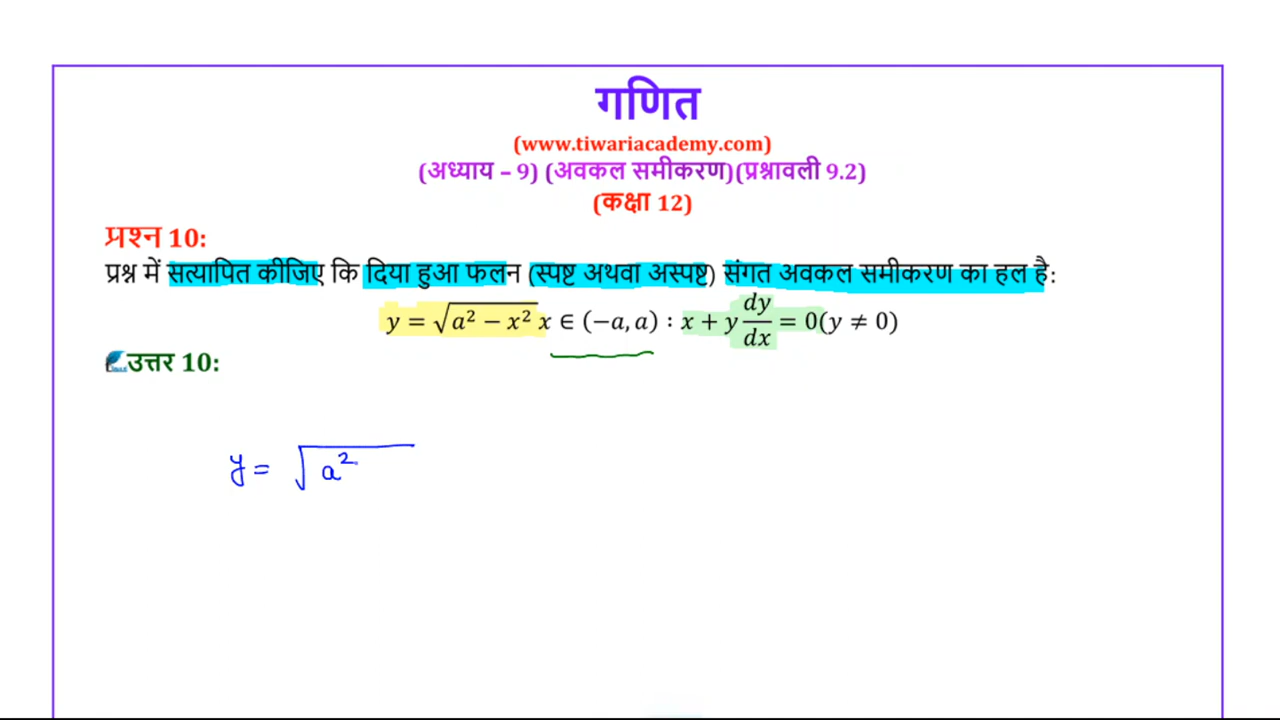 गणित
(www.tiwariacademy.com)
(अध्याय – 9) (अवकल समीकरण)(प्रश्नावली 9.2)
(कक्षा 12)
प्रश्न 10:
प्रश्न में सत्यापित कीजिए कि दिया हुआ फलन (स्पष्ट अथवा अस्पष्ट) संगत अवकल समीकरण का हल है:
y = √(a² − x²) x ∈ (−a, a) : x + y dy/dx = 0(y ≠ 0)
उत्तर 10:
y = √a²